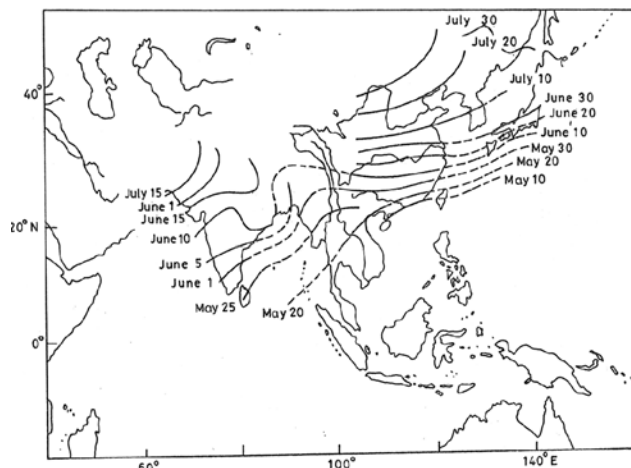 July 30
July 20
40°
July 10
June 30
June 20
June 10
May 30
May 20
May 10
July 15
June 1
June 15
20°N
June 10
June 5
June 1
May 25
May 20
0°
60°
100°
140°E